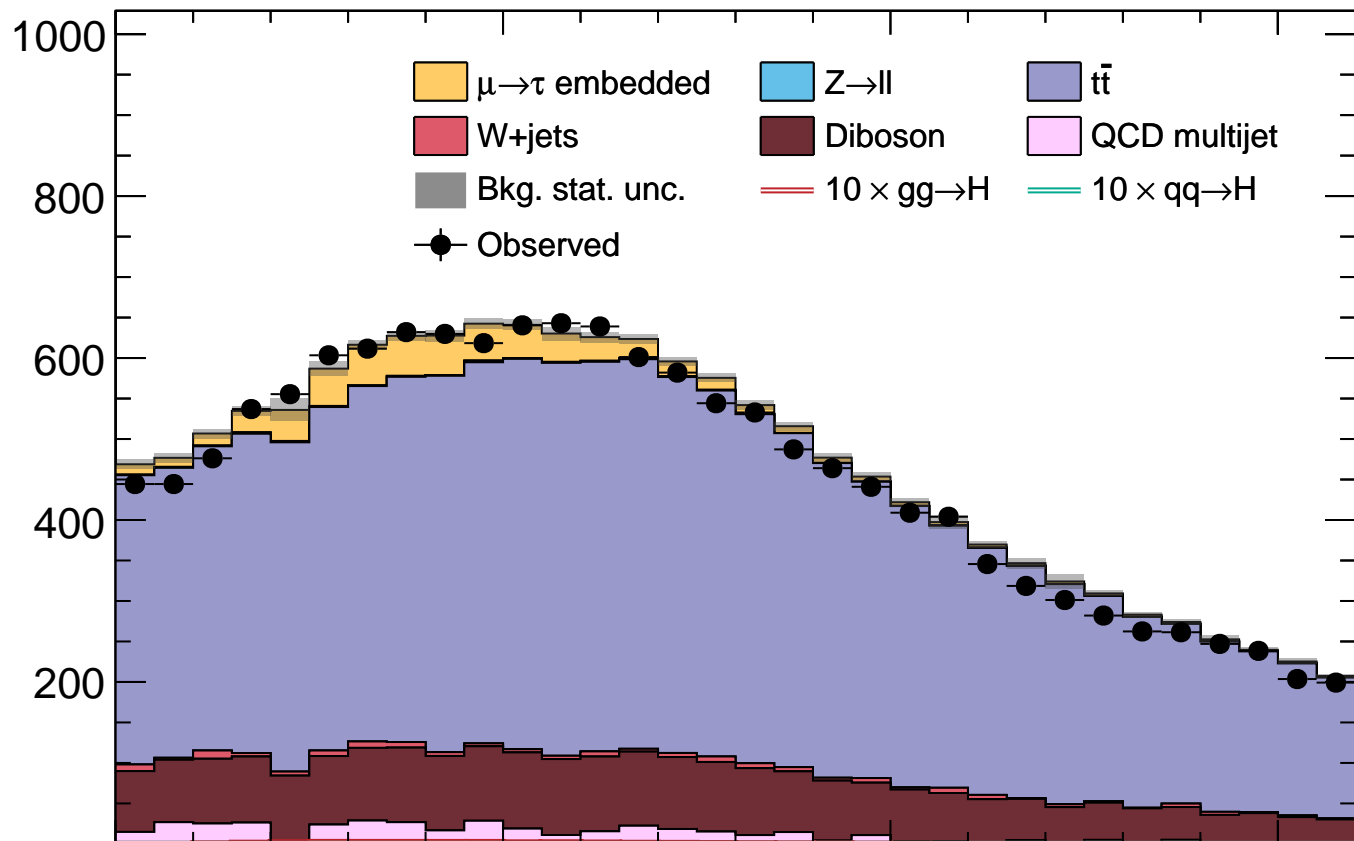 1000
μ→τ embedded Z→ll tt̄
W+jets Diboson QCD multijet
800
Bkg. stat. unc. 10 × gg→H 10 × qq→H
Observed
600
400
200